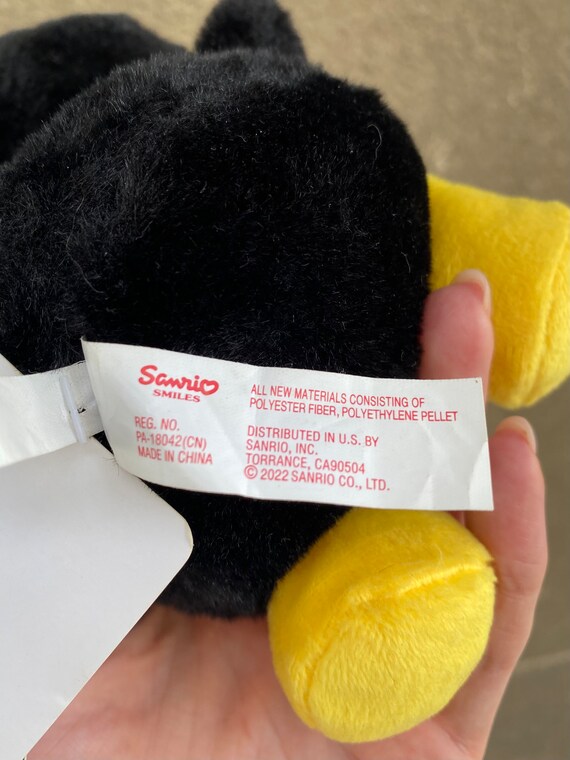 Sanrio
SMILES
REG. NO.
PA-18042(CN)
MADE IN CHINA
ALL NEW MATERIALS CONSISTING OF
POLYESTER FIBER, POLYETHYLENE PELLET
DISTRIBUTED IN U.S. BY
SANRIO, INC.
TORRANCE, CA90504
© 2022 SANRIO CO., LTD.